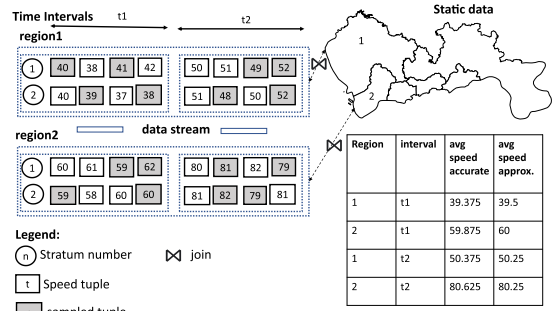 Time Intervals t1 t2 Static data
region1
1 40 38 41 42 50 51 49 52
2 40 39 37 38 51 48 50 52
1
2
data stream
region2
1 60 61 59 62 80 81 82 79
2 59 58 60 60 81 82 79 81
Region interval avg speed accurate avg speed approx.
1 t1 39.375 39.5
2 t1 59.875 60
1 t2 50.375 50.25
2 t2 80.625 80.25
Legend:
n Stratum number join
t Speed tuple
sampled tuple